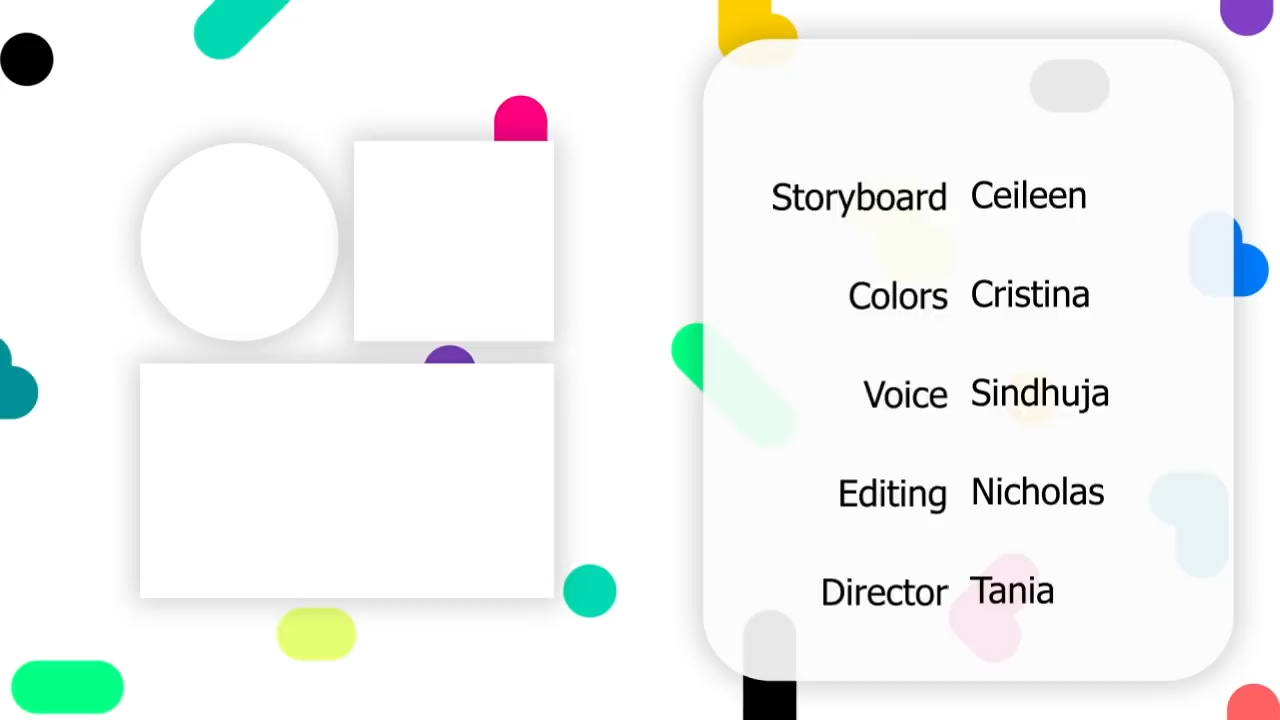 Storyboard Ceileen
Colors Cristina
Voice Sindhuja
Editing Nicholas
Director Tania